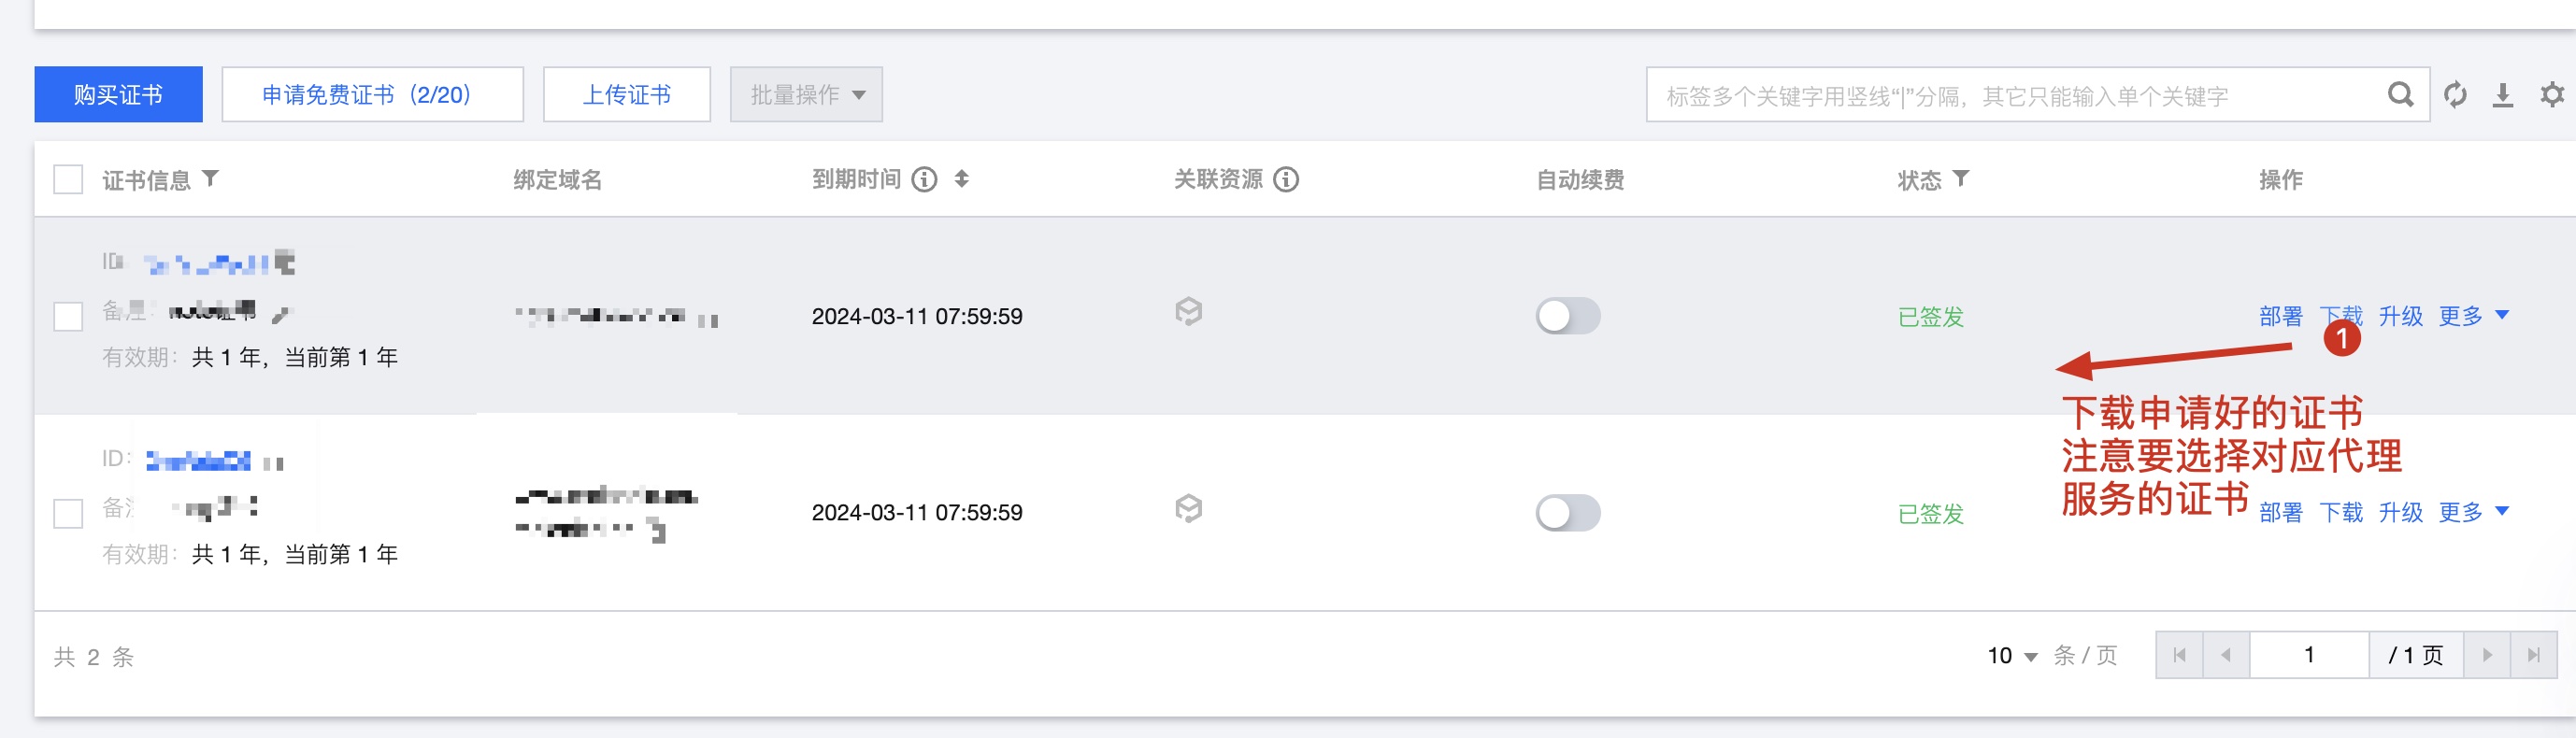 购买证书
申请免费证书（2/20）
上传证书
批量操作
标签多个关键字用竖线“|”分隔，其它只能输入单个关键字
证书信息
绑定域名
到期时间
关联资源
自动续费
状态
操作
ID
备注：
2024-03-11 07:59:59
已签发
部署 下载 升级 更多
1
有效期：共 1 年，当前第 1 年
下载申请好的证书
注意要选择对应代理
服务的证书
ID：
备注
2024-03-11 07:59:59
已签发
部署 下载 升级 更多
有效期：共 1 年，当前第 1 年
共 2 条
10 条 / 页
1 / 1 页